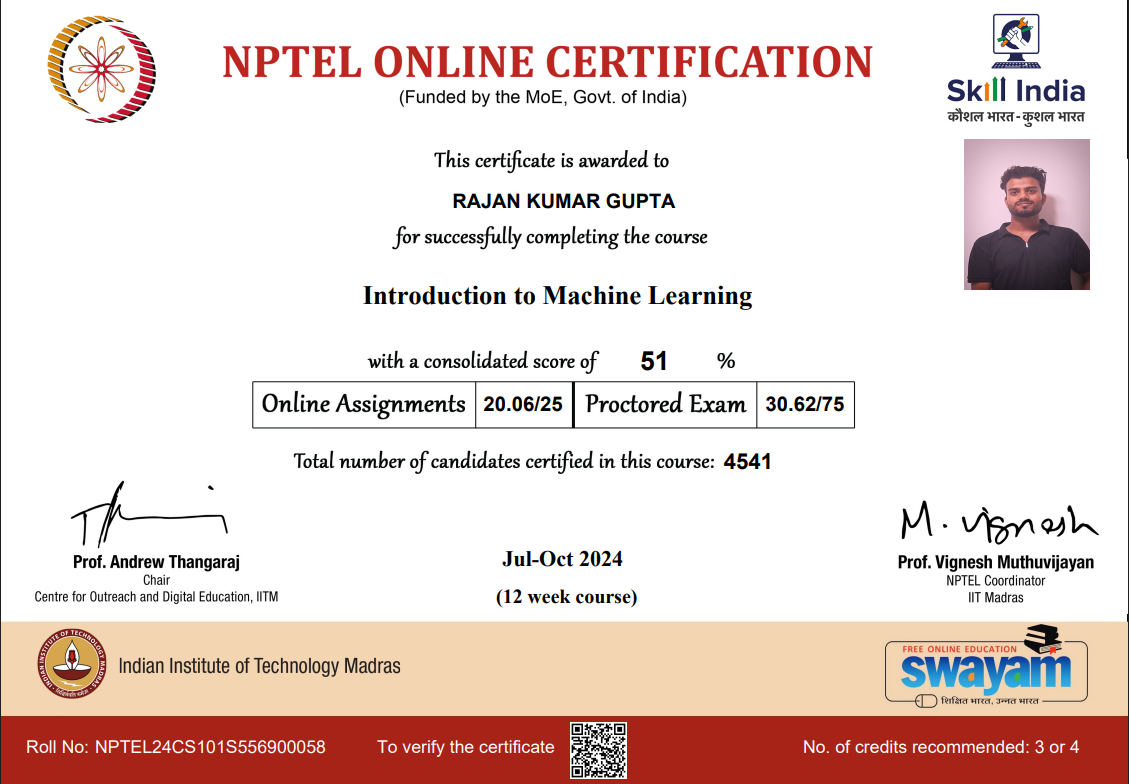 NPTEL ONLINE CERTIFICATION
(Funded by the MoE, Govt. of India)
Skill India
कौशल भारत - कुशल भारत
This certificate is awarded to
RAJAN KUMAR GUPTA
for successfully completing the course
Introduction to Machine Learning
with a consolidated score of 51 %
Online Assignments 20.06/25 Proctored Exam 30.62/75
Total number of candidates certified in this course: 4541
M. Vignesh
Prof. Andrew Thangaraj
Chair
Centre for Outreach and Digital Education, IITM
Jul-Oct 2024
(12 week course)
Prof. Vignesh Muthuvijayan
NPTEL Coordinator
IIT Madras
INDIAN INSTITUTE OF TECHNOLOGY MADRAS
Indian Institute of Technology Madras
FREE ONLINE EDUCATION
swayam
शिक्षित भारत, उन्नत भारत
Roll No: NPTEL24CS101S556900058
To verify the certificate
No. of credits recommended: 3 or 4